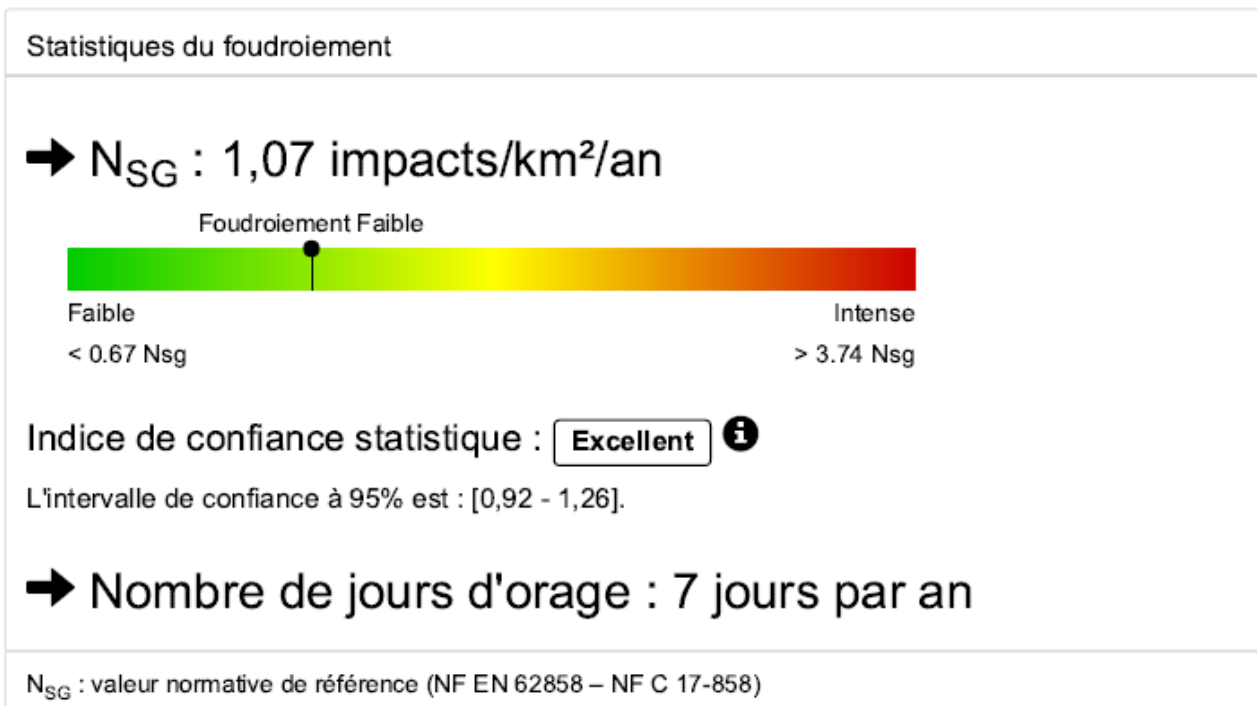 Statistiques du foudroiement
➡ N_SG : 1,07 impacts/km²/an
Foudroiement Faible
Faible Intense
< 0.67 Nsg > 3.74 Nsg
Indice de confiance statistique : Excellent
L'intervalle de confiance à 95% est : [0,92 - 1,26].
➡ Nombre de jours d'orage : 7 jours par an
N_SG : valeur normative de référence (NF EN 62858 – NF C 17-858)